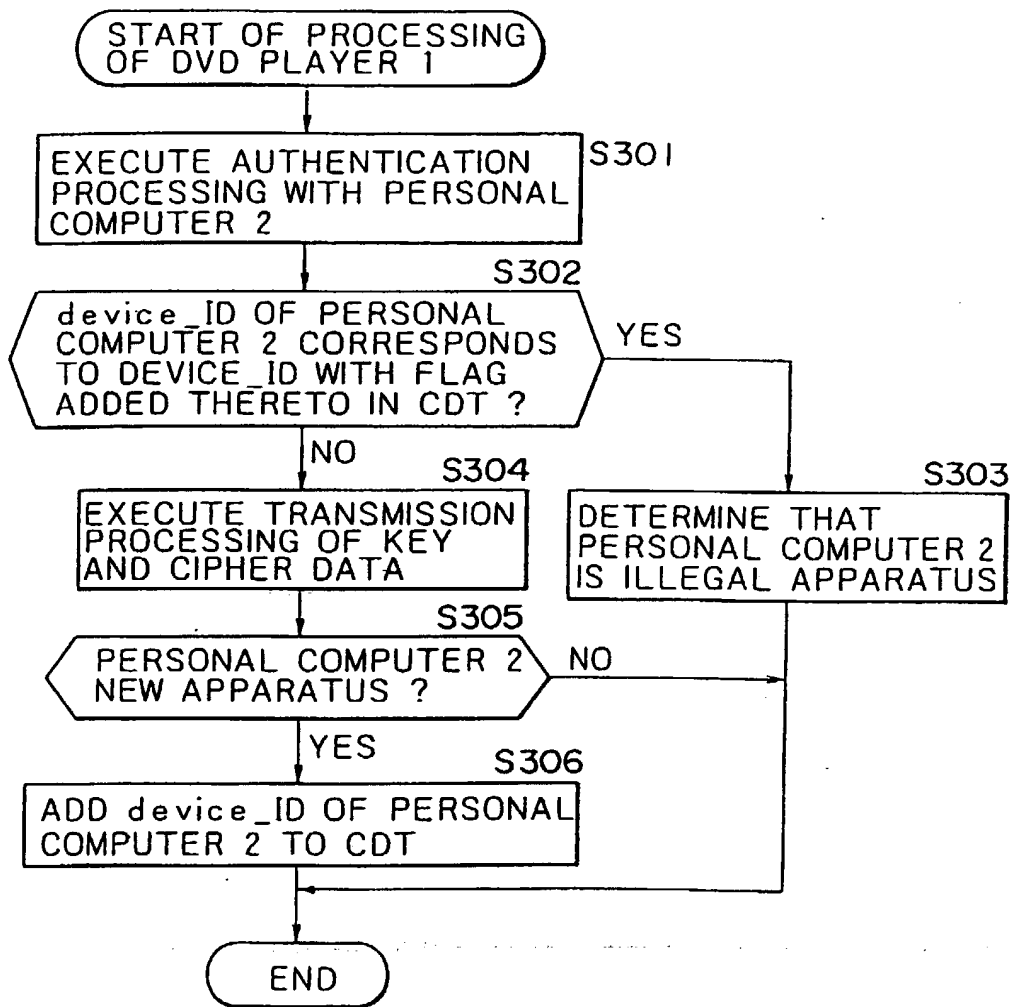 START OF PROCESSING
OF DVD PLAYER 1
EXECUTE AUTHENTICATION
PROCESSING WITH PERSONAL
COMPUTER 2
S301
S302
device_ID OF PERSONAL
COMPUTER 2 CORRESPONDS
TO DEVICE_ID WITH FLAG
ADDED THERETO IN CDT ?
YES
NO
S304
EXECUTE TRANSMISSION
PROCESSING OF KEY
AND CIPHER DATA
S303
DETERMINE THAT
PERSONAL COMPUTER 2
IS ILLEGAL APPARATUS
S305
PERSONAL COMPUTER 2
NEW APPARATUS ?
NO
YES
S306
ADD device_ID OF PERSONAL
COMPUTER 2 TO CDT
END